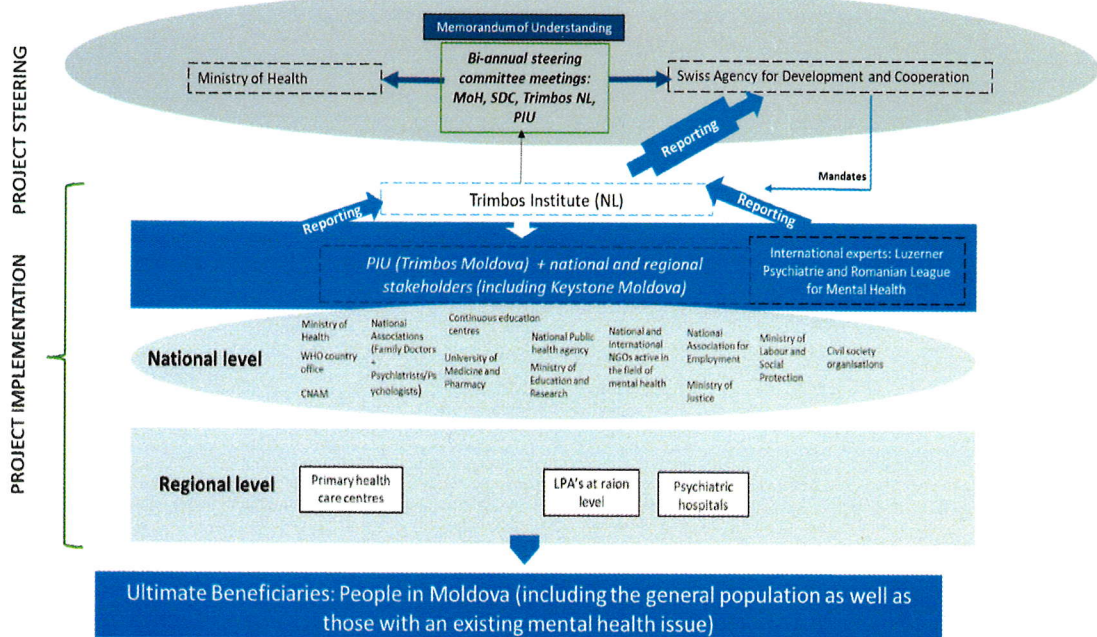 PROJECT STEERING
Memorandum of Understanding
Ministry of Health
Bi-annual steering
committee meetings:
MoH, SDC, Trimbos NL,
PIU
Swiss Agency for Development and Cooperation
Reporting
Mandates
PROJECT IMPLEMENTATION
Trimbos Institute (NL)
Reporting
Reporting
PIU (Trimbos Moldova) + national and regional
stakeholders (including Keystone Moldova)
International experts: Luzerner
Psychiatrie and Romanian League
for Mental Health
National level
Ministry of
Health
WHO country
office
CNAM
National
Associations
(Family Doctors
+
Psychiatrists/Ps
ychologists)
Continuous education
centres
University of
Medicine and
Pharmacy
National Public
health agency
Ministry of
Education and
Research
National and
International
NGOs active in
the field of
mental health
National
Association for
Employment
Ministry of
Justice
Ministry of
Labour and
Social
Protection
Civil society
organisations
Regional level
Primary health
care centres
LPA's at raion
level
Psychiatric
hospitals
Ultimate Beneficiaries: People in Moldova (including the general population as well as
those with an existing mental health issue)